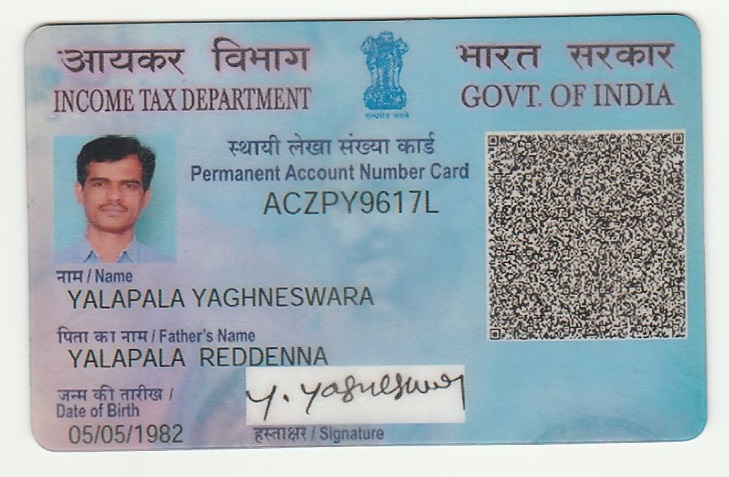 आयकर विभाग
INCOME TAX DEPARTMENT
सत्यमेव जयते
भारत सरकार
GOVT. OF INDIA
स्थायी लेखा संख्या कार्ड
Permanent Account Number Card
ACZPY9617L
नाम / Name
YALAPALA YAGHNESWARA
पिता का नाम / Father's Name
YALAPALA REDDENNA
जन्म की तारीख /
Date of Birth
05/05/1982
हस्ताक्षर / Signature